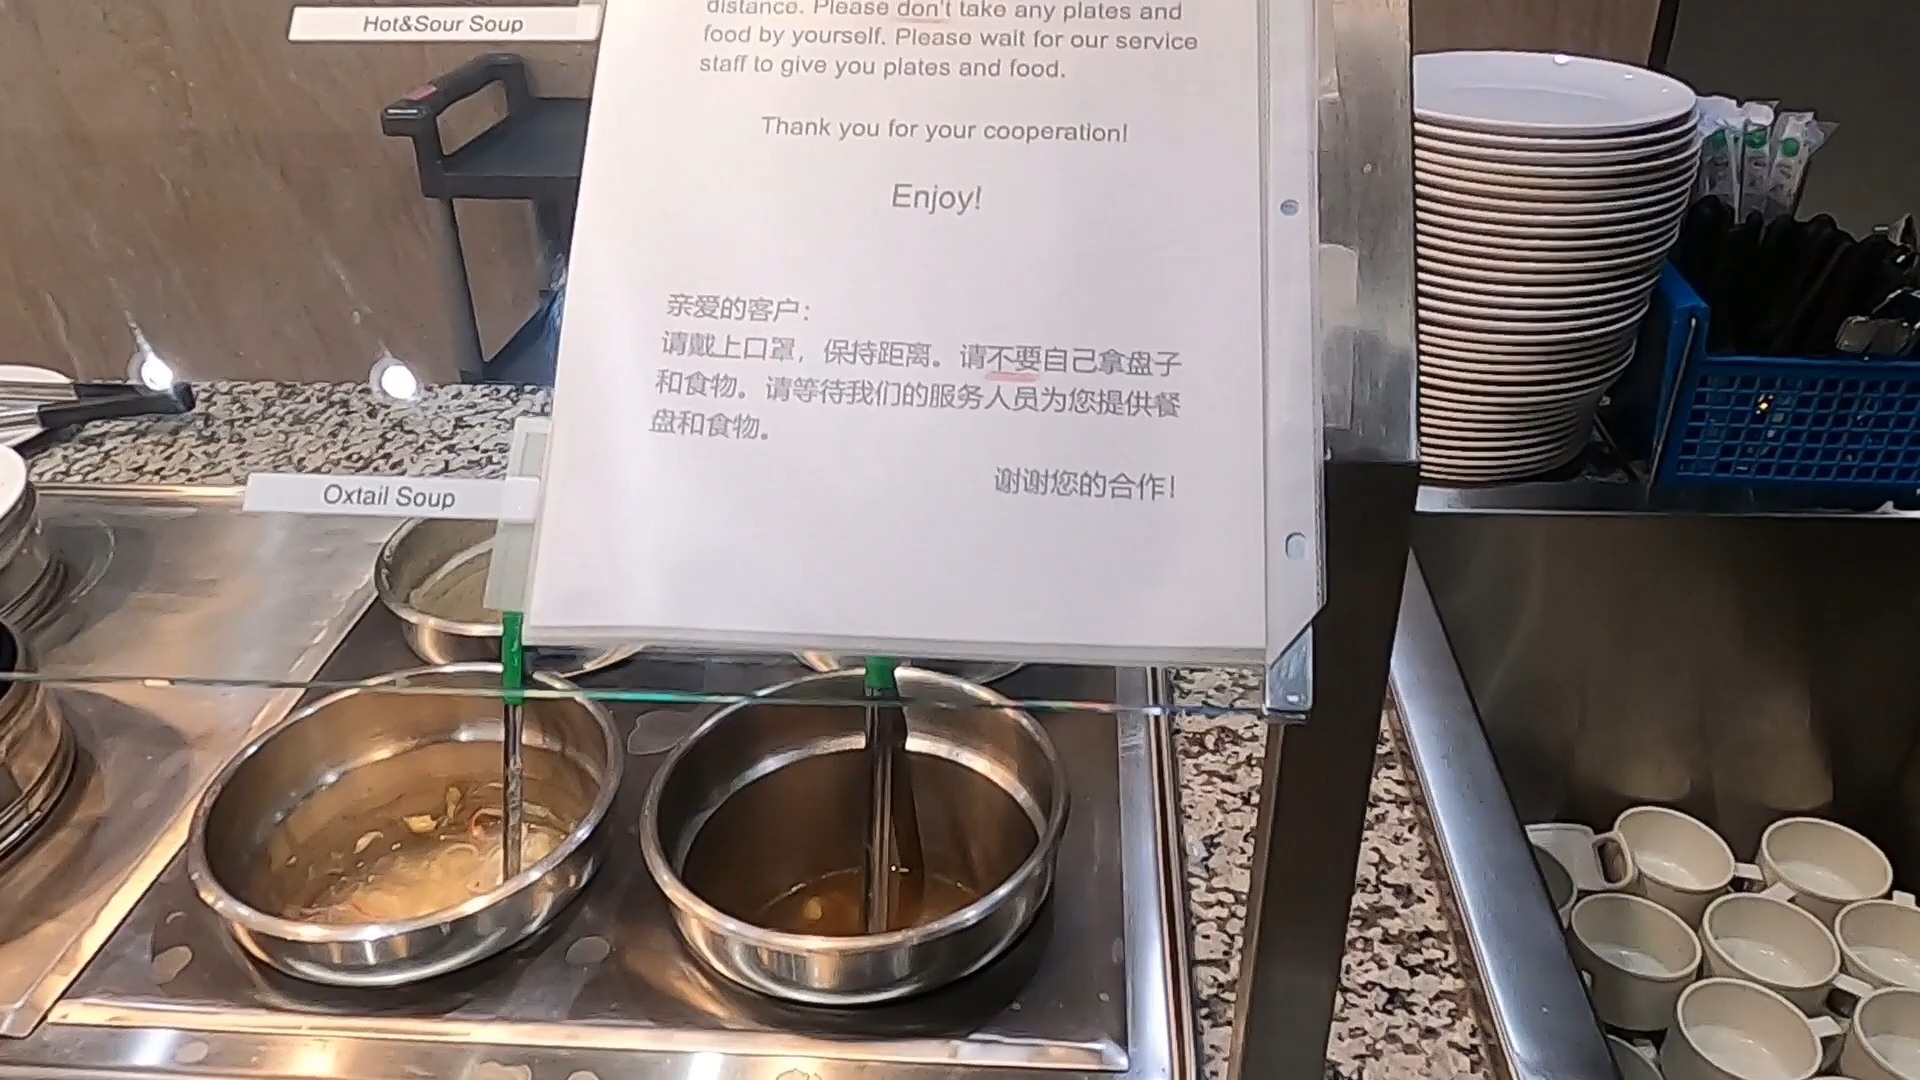 Hot&Sour Soup
distance. Please don't take any plates and
food by yourself. Please wait for our service
staff to give you plates and food.
Thank you for your cooperation!
Enjoy!
亲爱的客户：
请戴上口罩，保持距离。请不要自己拿盘子
和食物。请等待我们的服务人员为您提供餐
盘和食物。
谢谢您的合作！
Oxtail Soup